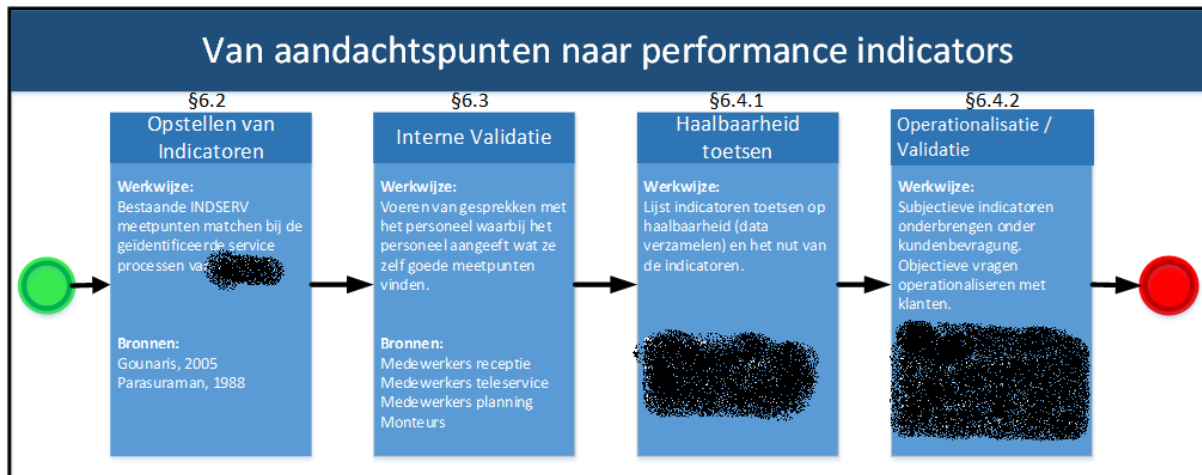 Van aandachtspunten naar performance indicators
§6.2
Opstellen van
Indicatoren
Werkwijze:
Bestaande INDSERV
meetpunten matchen bij de
geïdentificeerde service
processen
Bronnen:
Gounaris, 2005
Parasuraman, 1988
§6.3
Interne Validatie
Werkwijze:
Voeren van gesprekken met
het personeel waarbij het
personeel aangeeft wat ze
zelf goede meetpunten
vinden.
Bronnen:
Medewerkers receptie
Medewerkers teleservice
Medewerkers planning
Monteurs
§6.4.1
Haalbaarheid
toetsen
Werkwijze:
Lijst indicatoren toetsen op
haalbaarheid (data
verzamelen) en het nut van
de indicatoren.
§6.4.2
Operationalisatie /
Validatie
Werkwijze:
Subjectieve indicatoren
onderbrengen onder
kundenbevragung.
Objectieve vragen
operationaliseren met
klanten.